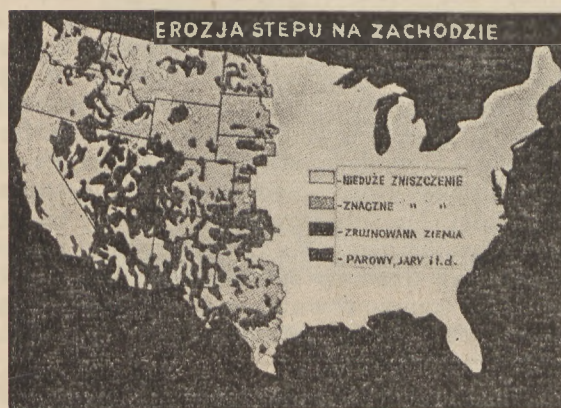 EROZJA STEPU NA ZACHODZIE
- NIEDUŻE ZNISZCZENIE
- ZNACZNE " "
- ZRUJNOWANA ZIEMIA
- PAROWY, JARY i t.d.